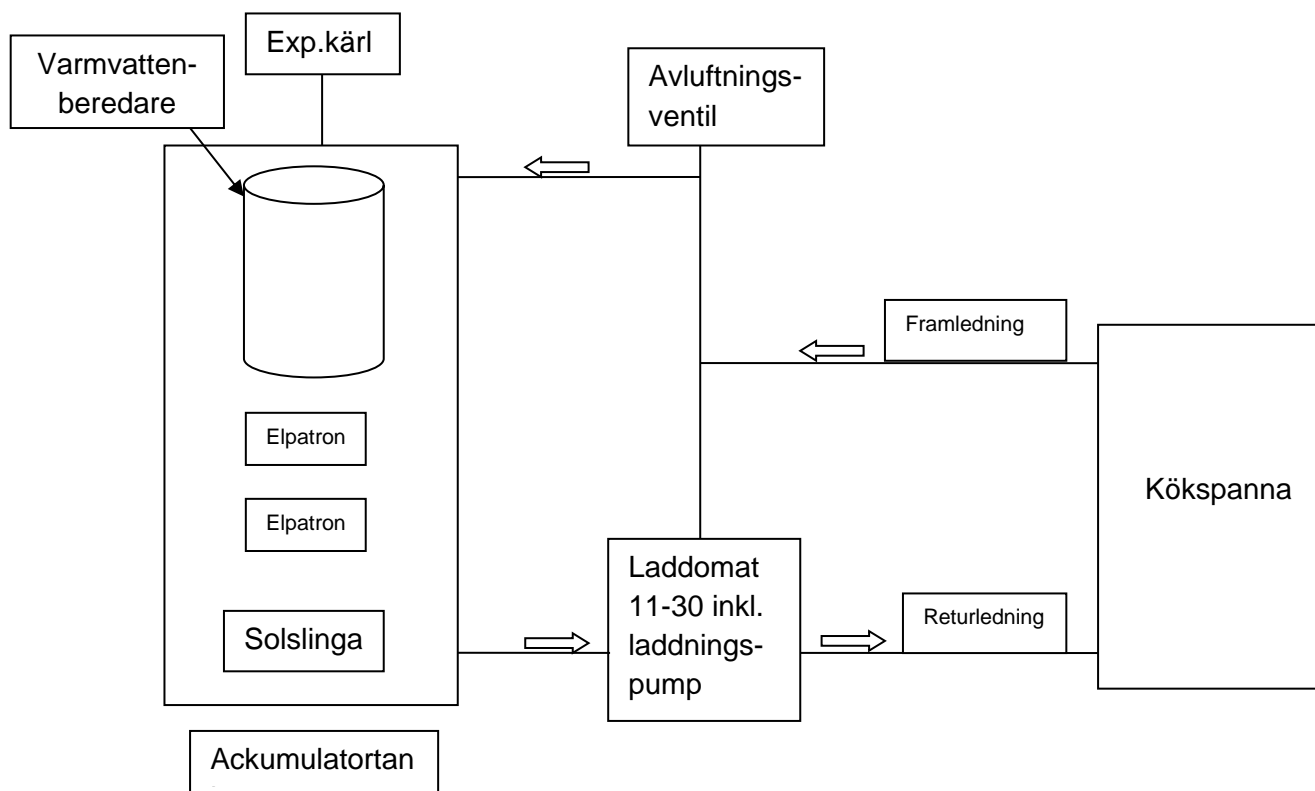 Exp.kärl
Varmvatten-
beredare
Avluftnings-
ventil
Framledning
Elpatron
Elpatron
Kökspanna
Laddomat
11-30 inkl.
laddnings-
pump
Solslinga
Returledning
Ackumulatortan